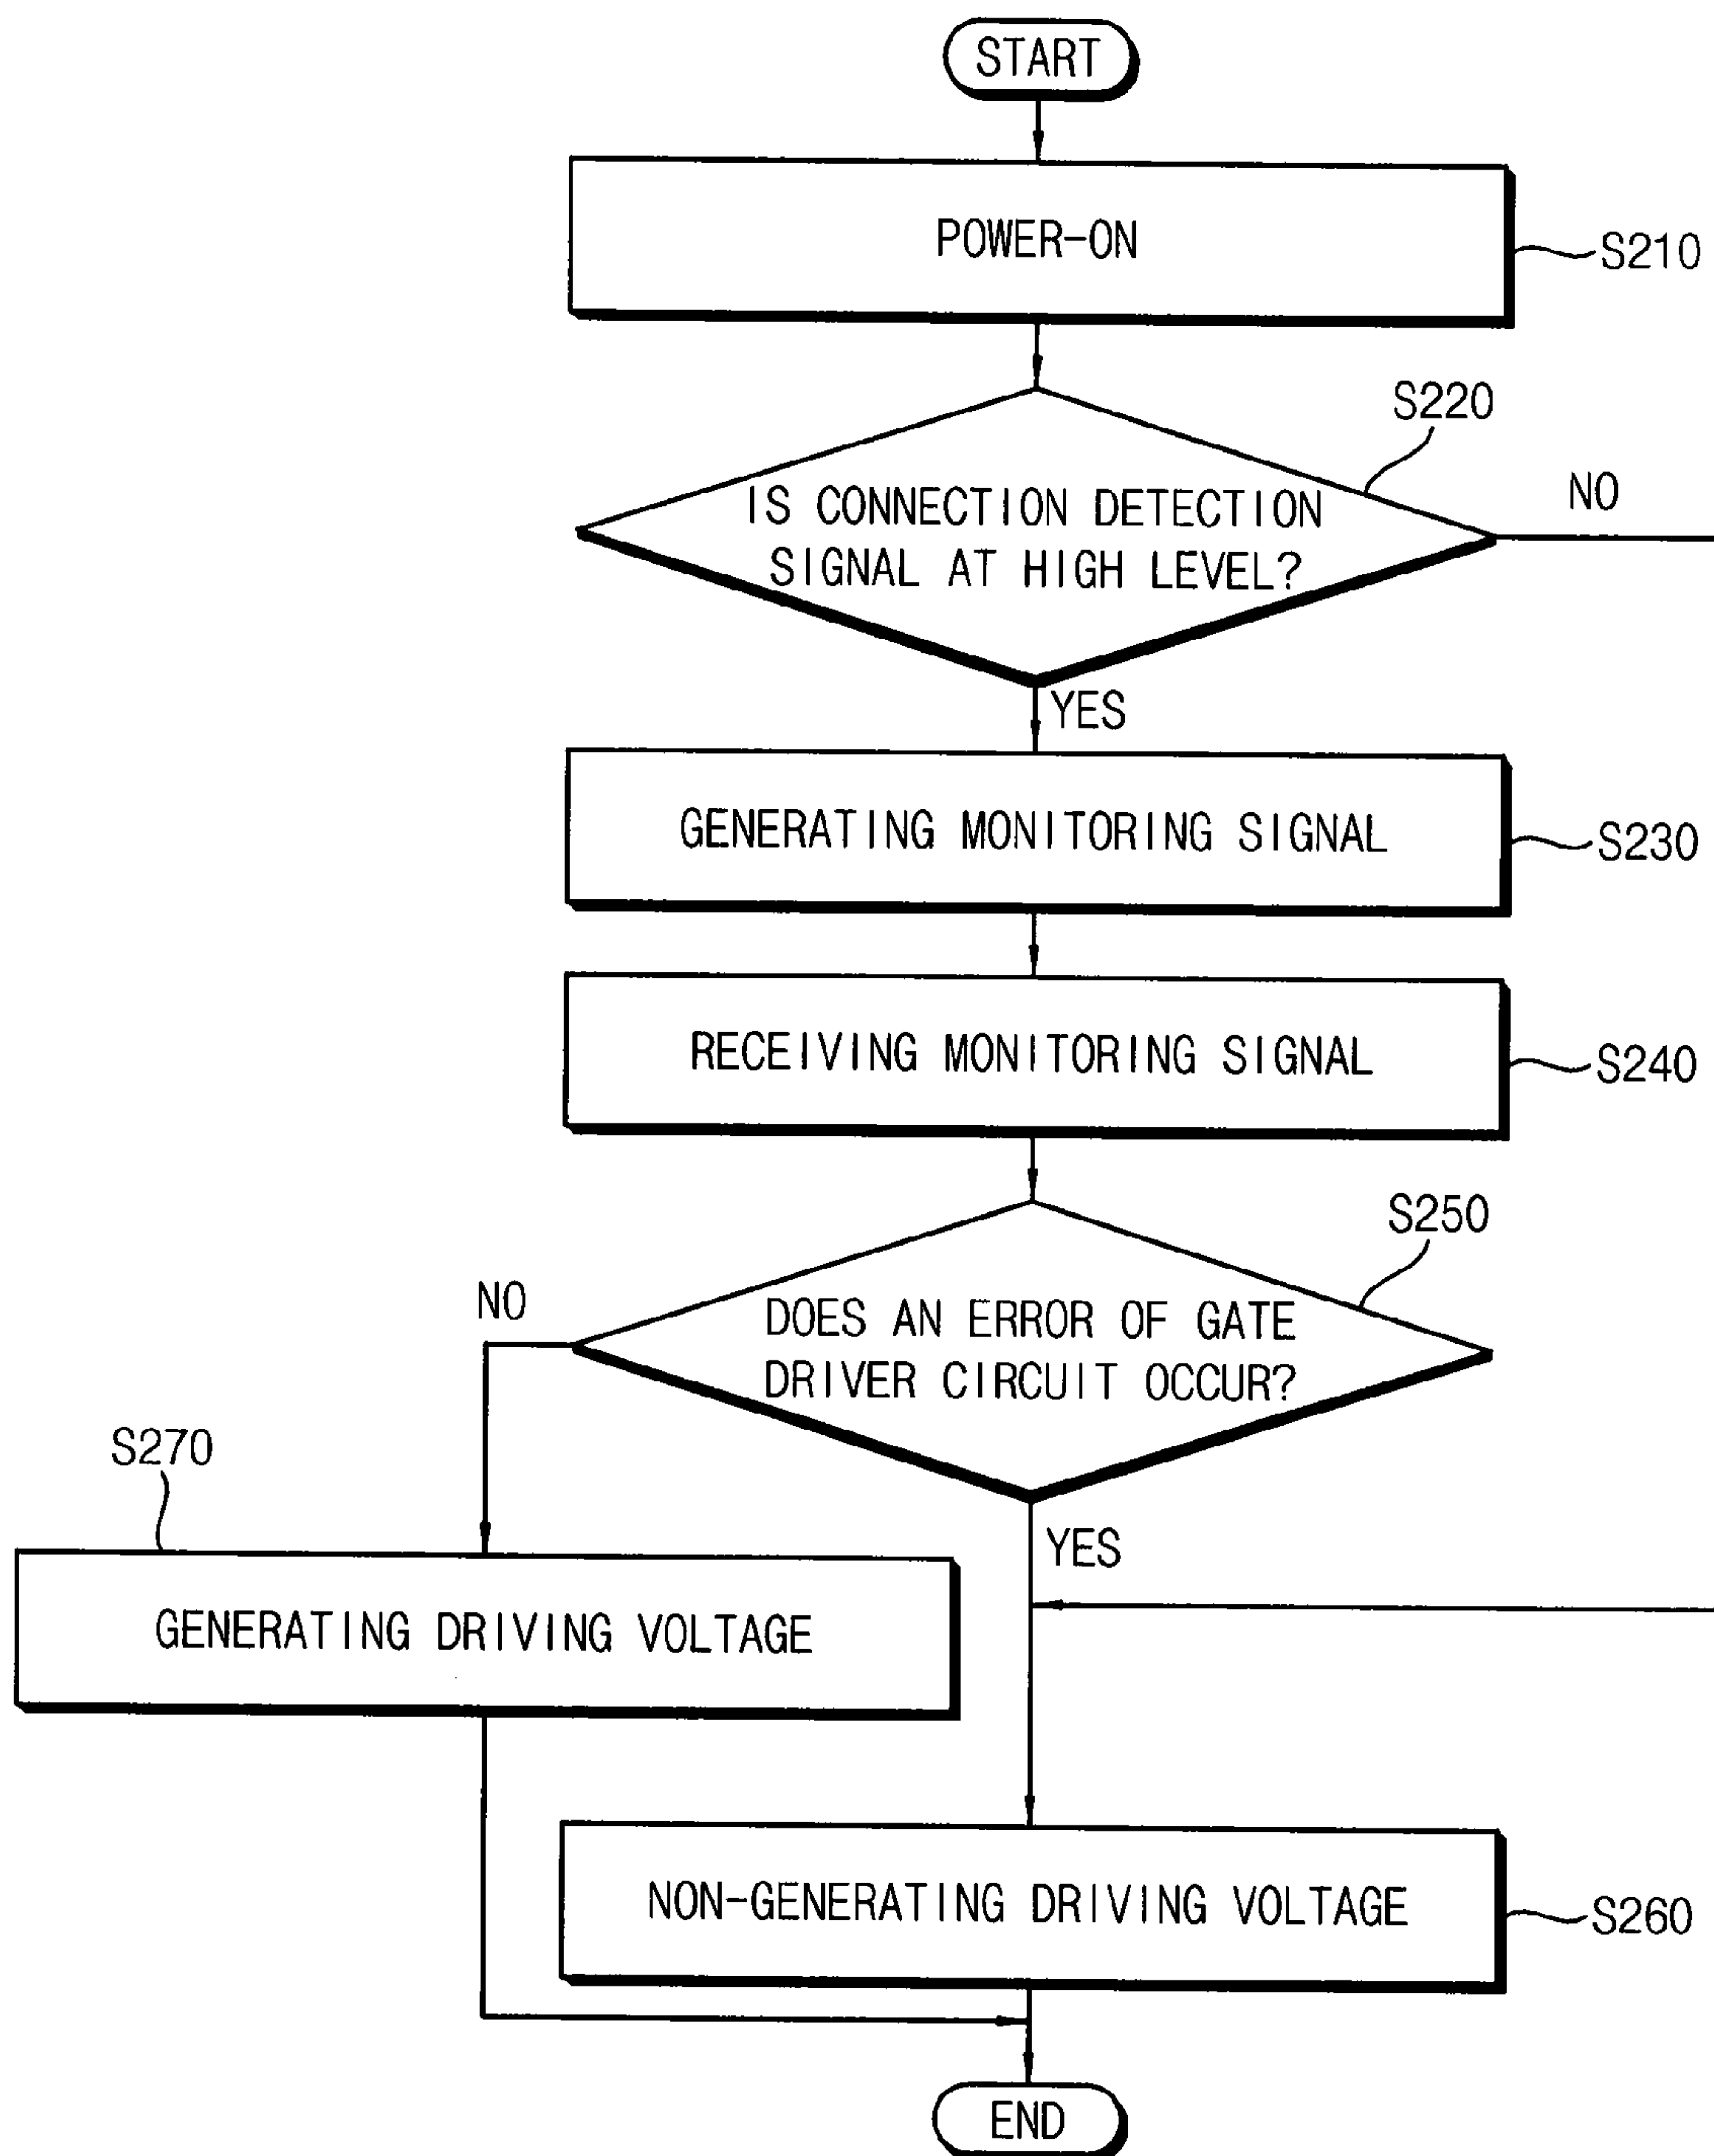 START
POWER-ON
S210
S220
IS CONNECTION DETECTION
SIGNAL AT HIGH LEVEL?
NO
YES
GENERATING MONITORING SIGNAL
S230
RECEIVING MONITORING SIGNAL
S240
S250
DOES AN ERROR OF GATE
DRIVER CIRCUIT OCCUR?
NO
YES
S270
GENERATING DRIVING VOLTAGE
NON-GENERATING DRIVING VOLTAGE
S260
END